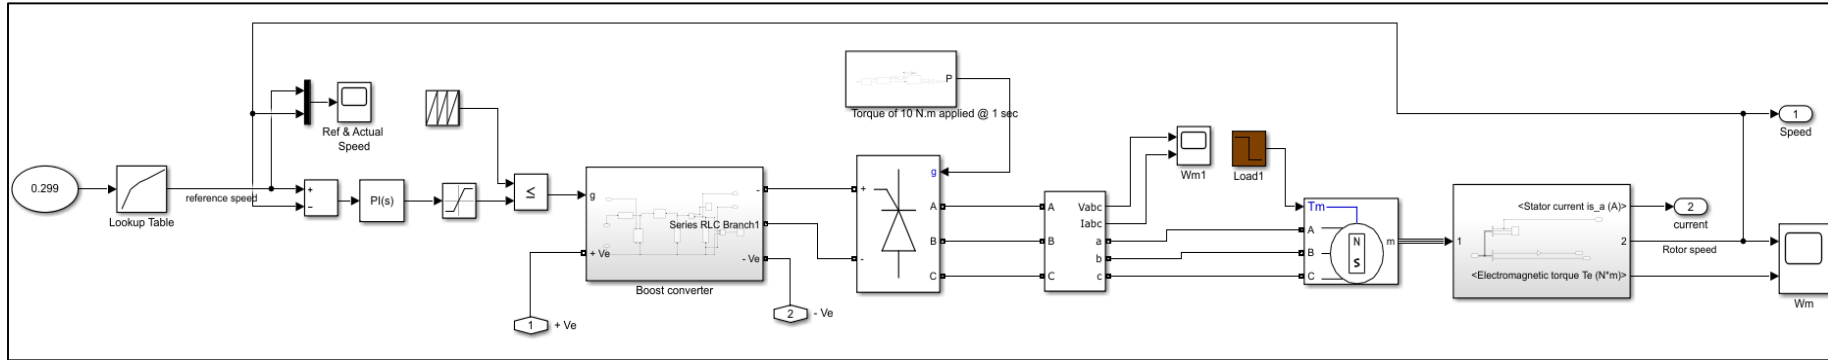 P
Torque of 10 N.m applied @ 1 sec
Ref & Actual
Speed
0.299
Lookup Table
reference speed
+
−
PI(s)
≤
g
+ Ve
-
Series RLC Branch1
- Ve
Boost converter
1
+ Ve
2
- Ve
+
-
g
A
B
C
A
B
C
Vabc
Iabc
a
b
c
Wm1
Load1
Tm
A
B
C
N
S
m
1
<Stator current is_a (A)>
2
<Electromagnetic torque Te (N*m)>
1
Speed
2
current
Rotor speed
Wm